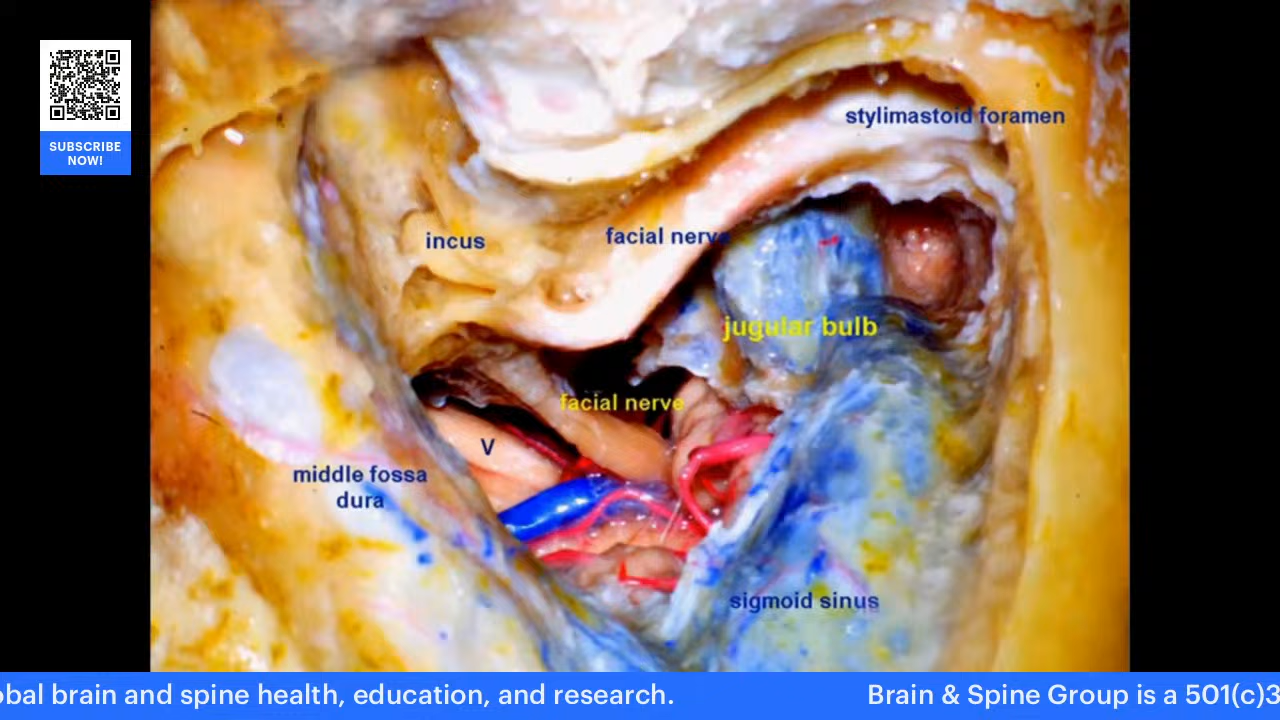 SUBSCRIBE
NOW!
stylimastoid foramen
incus
facial nerve
jugular bulb
facial nerve
V
middle fossa
dura
sigmoid sinus
obal brain and spine health, education, and research.
Brain & Spine Group is a 501(c)3